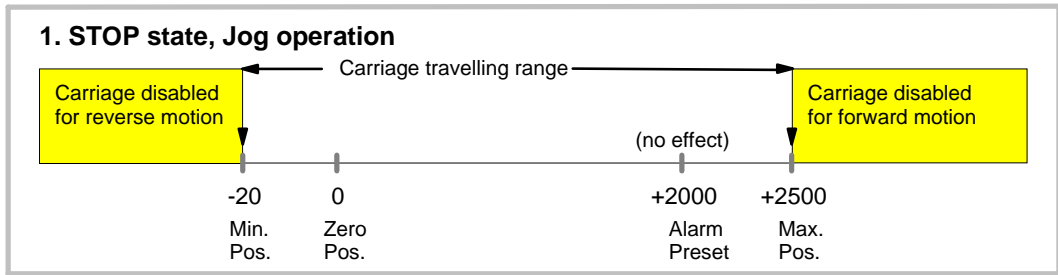 1. STOP state, Jog operation
Carriage travelling range
Carriage disabled
for reverse motion
Carriage disabled
for forward motion
(no effect)
-20
0
+2000
+2500
Min.
Pos.
Zero
Pos.
Alarm
Preset
Max.
Pos.